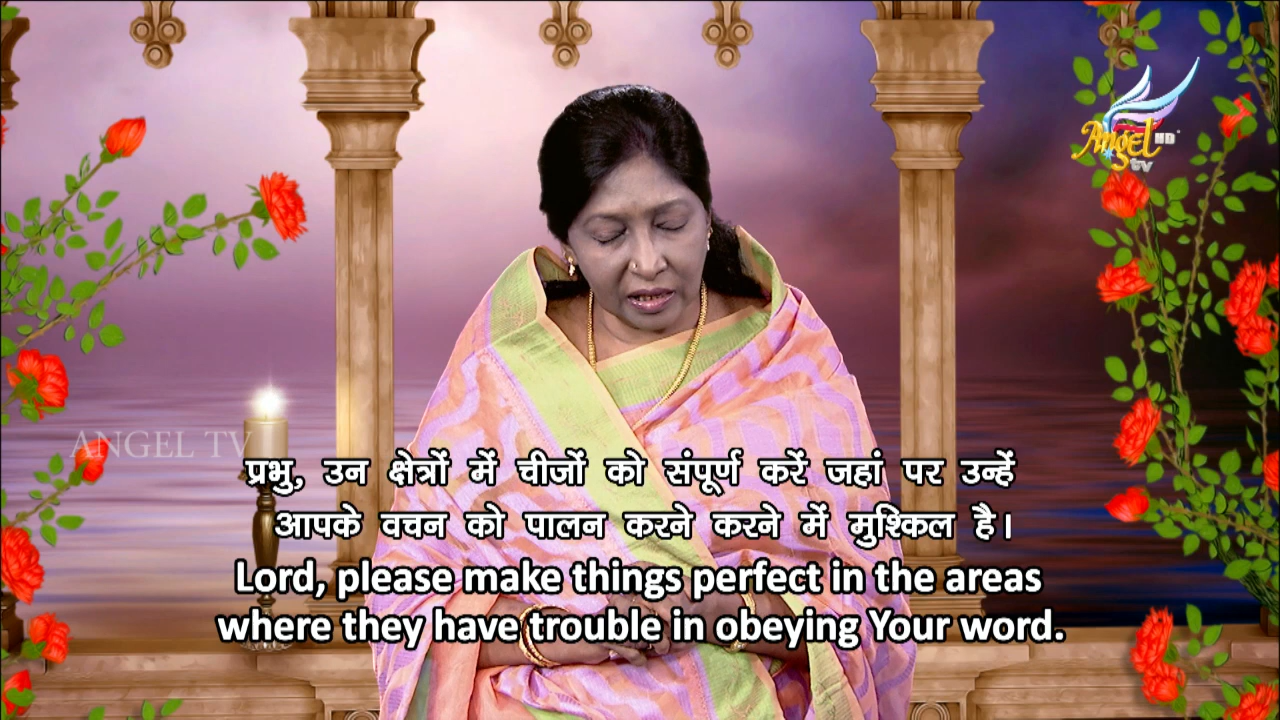 Angel HD
tv
ANGEL TV
प्रभु, उन क्षेत्रों में चीजों को संपूर्ण करें जहां पर उन्हें
आपके वचन को पालन करने करने में मुश्किल है।
Lord, please make things perfect in the areas
where they have trouble in obeying Your word.